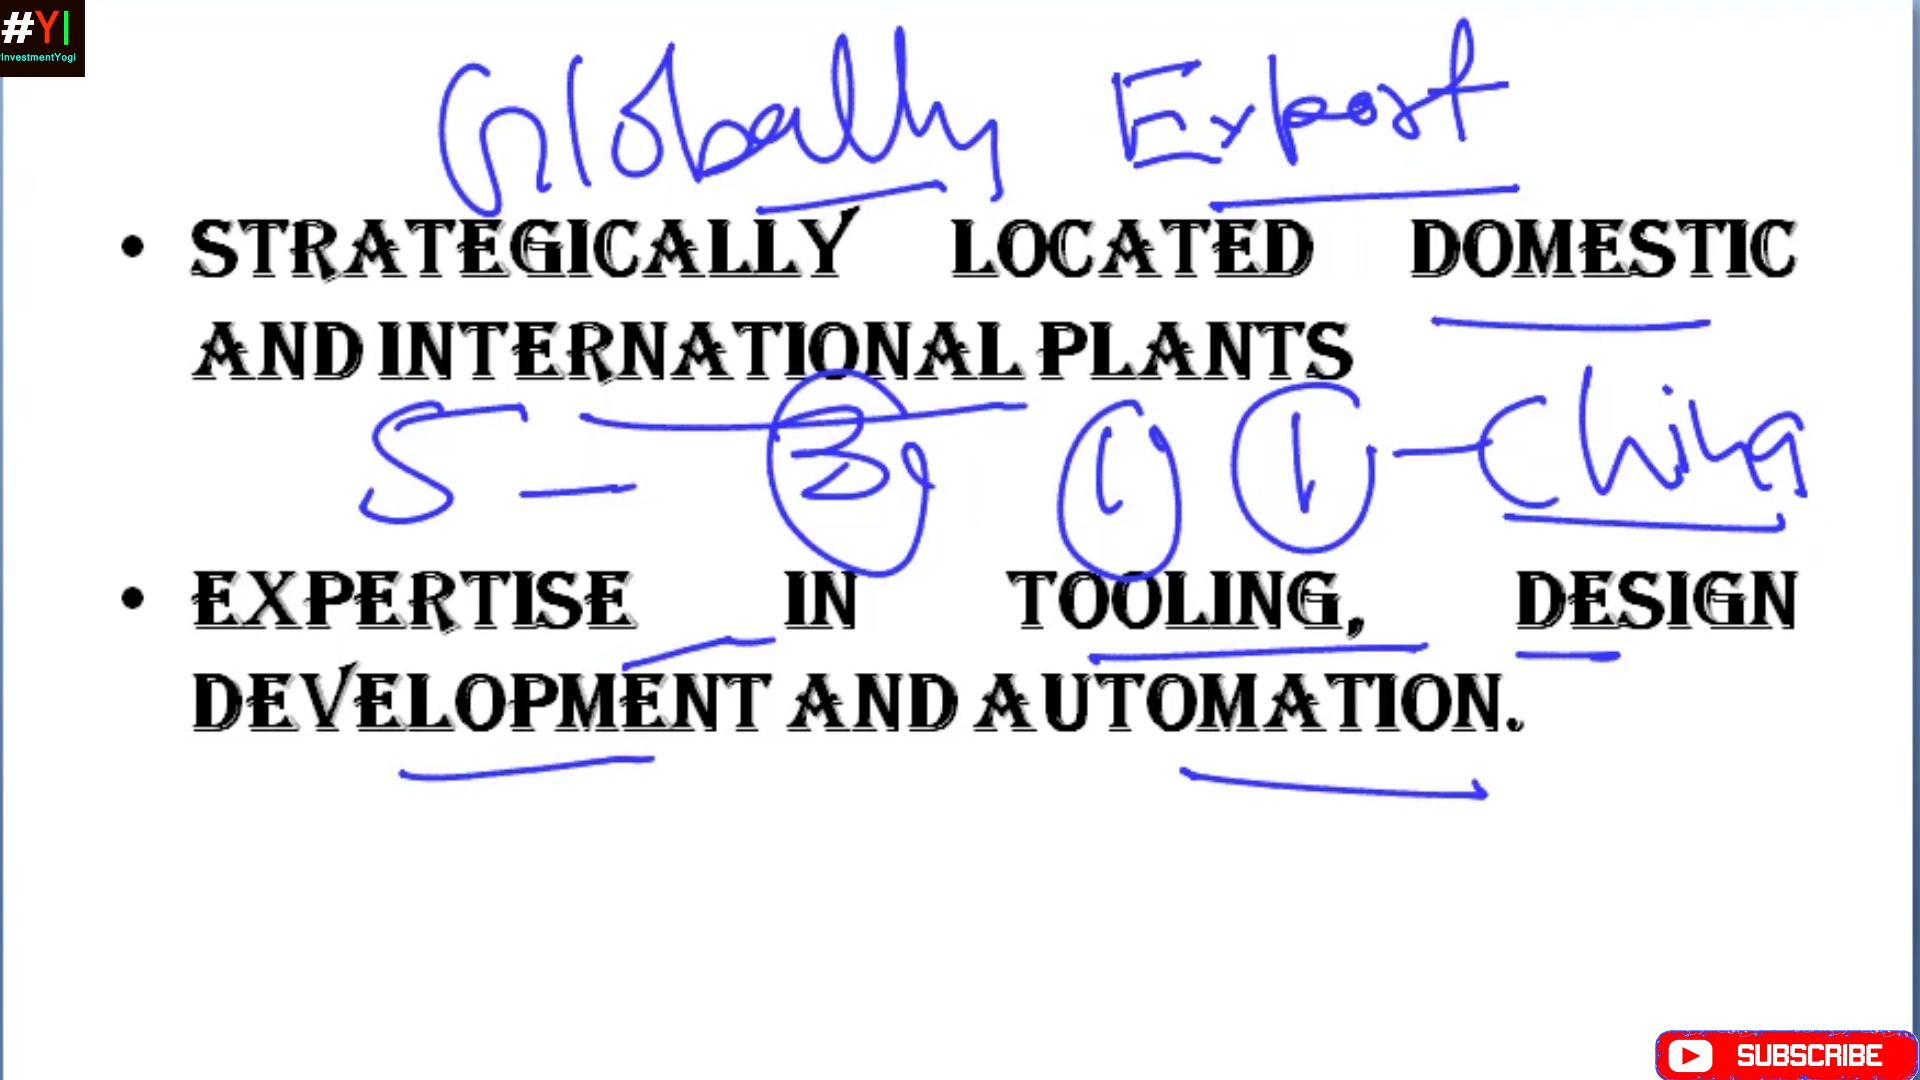 #YI
InvestmentYogi
Globally Export
• STRATEGICALLY LOCATED DOMESTIC
AND INTERNATIONAL PLANTS
5 — 3 1 1 – China
• EXPERTISE IN TOOLING, DESIGN
DEVELOPMENT AND AUTOMATION.
SUBSCRIBE